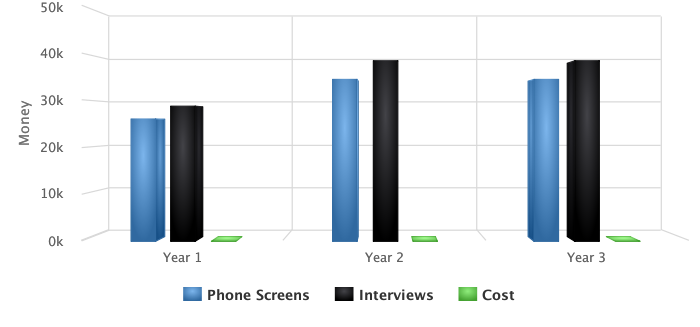 50k
40k
30k
20k
10k
0k
Money
Year 1 Year 2 Year 3
Phone Screens Interviews Cost